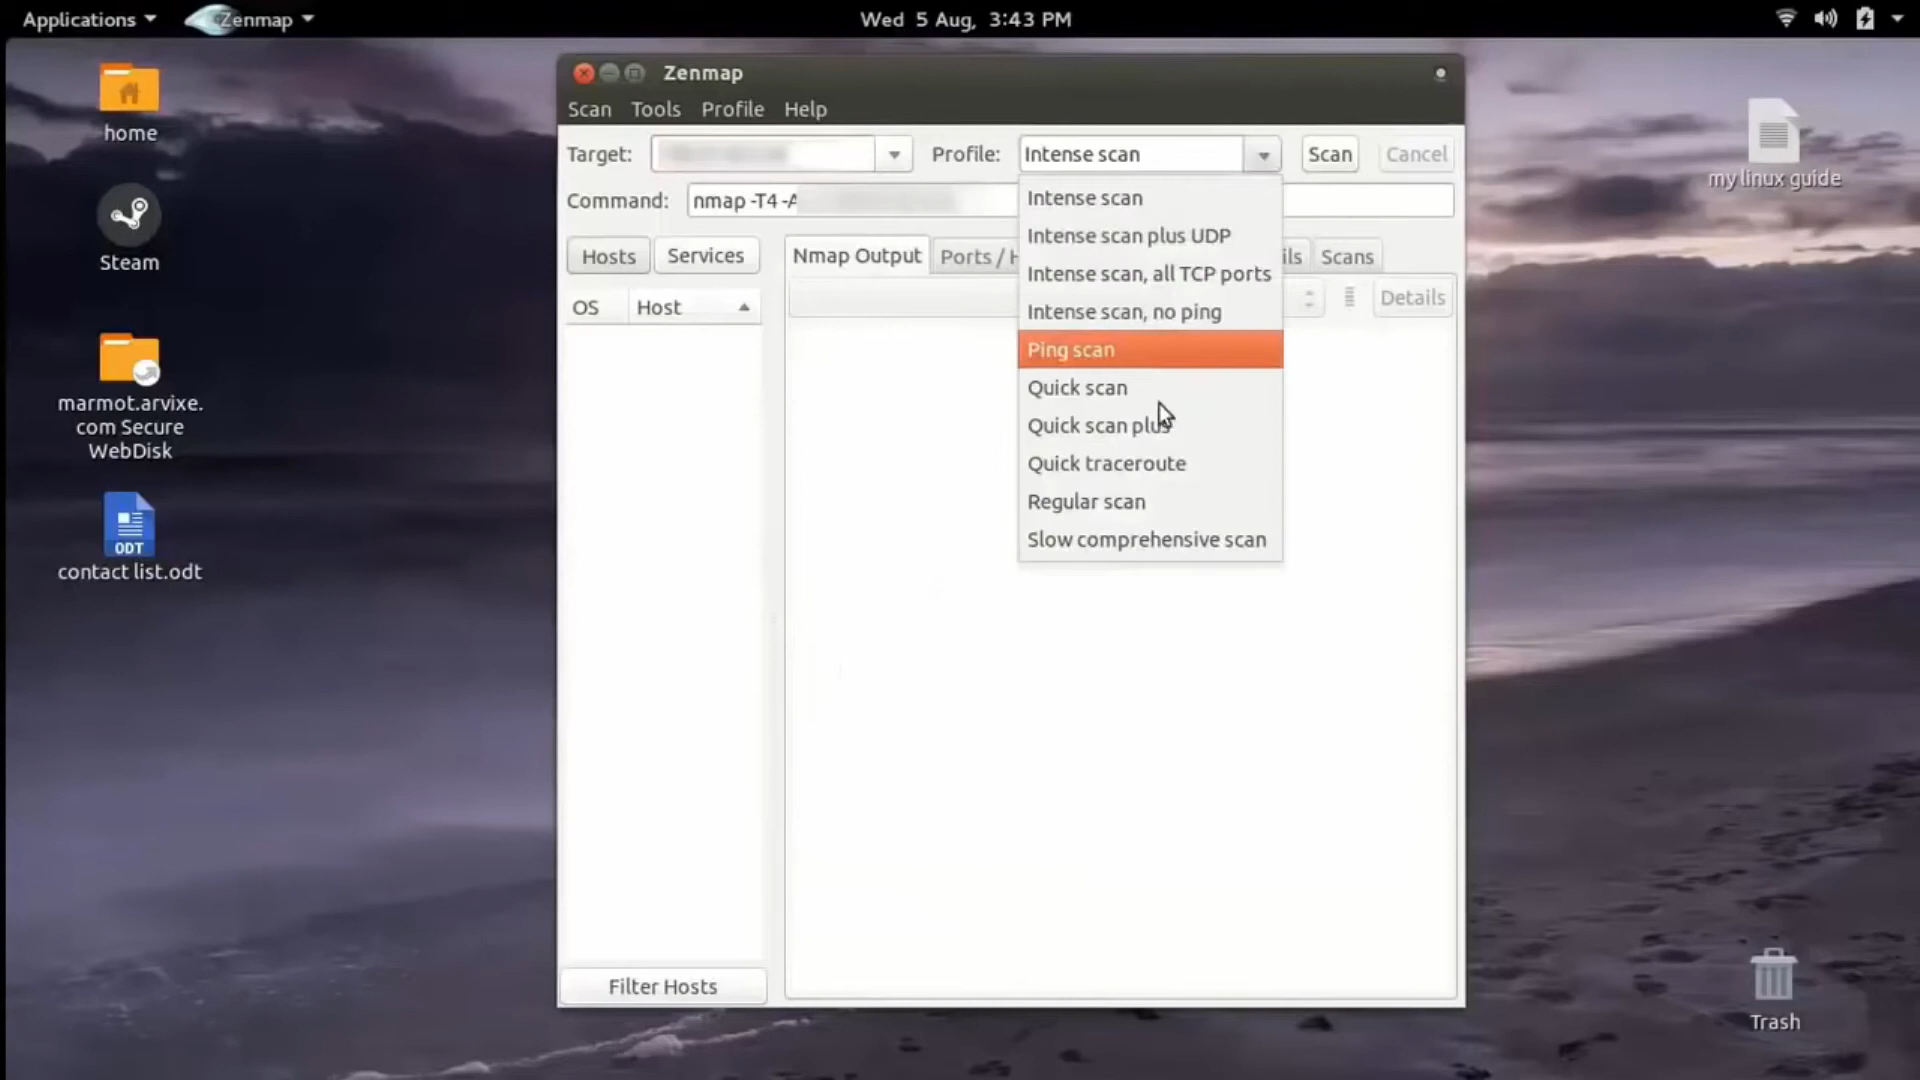 Applications
Zenmap
Wed 5 Aug, 3:43 PM
home
Steam
marmot.arvixe.
com Secure
WebDisk
ODT
contact list.odt
Zenmap
Scan Tools Profile Help
Target:
Profile: Intense scan
Scan Cancel
Command: nmap -T4 -A
Hosts Services
Nmap Output Ports / H
ils Scans
OS Host
Details
Intense scan
Intense scan plus UDP
Intense scan, all TCP ports
Intense scan, no ping
Ping scan
Quick scan
Quick scan plus
Quick traceroute
Regular scan
Slow comprehensive scan
Filter Hosts
my linux guide
Trash